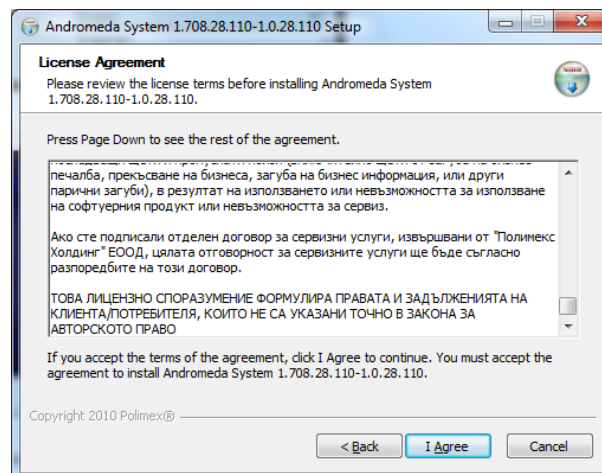 Andromeda System 1.708.28.110-1.0.28.110 Setup
License Agreement
Please review the license terms before installing Andromeda System
1.708.28.110-1.0.28.110.
Press Page Down to see the rest of the agreement.
печалба, прекъсване на бизнеса, загуба на бизнес информация, или други
парични загуби), в резултат на използването или невъзможността за използване
на софтуерния продукт или невъзможността за сервиз.
Ако сте подписали отделен договор за сервизни услуги, извършвани от "Полимекс
Холдинг" ЕООД, цялата отговорност за сервизните услуги ще бъде съгласно
разпоредбите на този договор.
ТОВА ЛИЦЕНЗНО СПОРАЗУМЕНИЕ ФОРМУЛИРА ПРАВАТА И ЗАДЪЛЖЕНИЯТА НА
КЛИЕНТА/ПОТРЕБИТЕЛЯ, КОИТО НЕ СА УКАЗАНИ ТОЧНО В ЗАКОНА ЗА
АВТОРСКОТО ПРАВО
If you accept the terms of the agreement, click I Agree to continue. You must accept the
agreement to install Andromeda System 1.708.28.110-1.0.28.110.
Copyright 2010 Polimex®
< Back
I Agree
Cancel